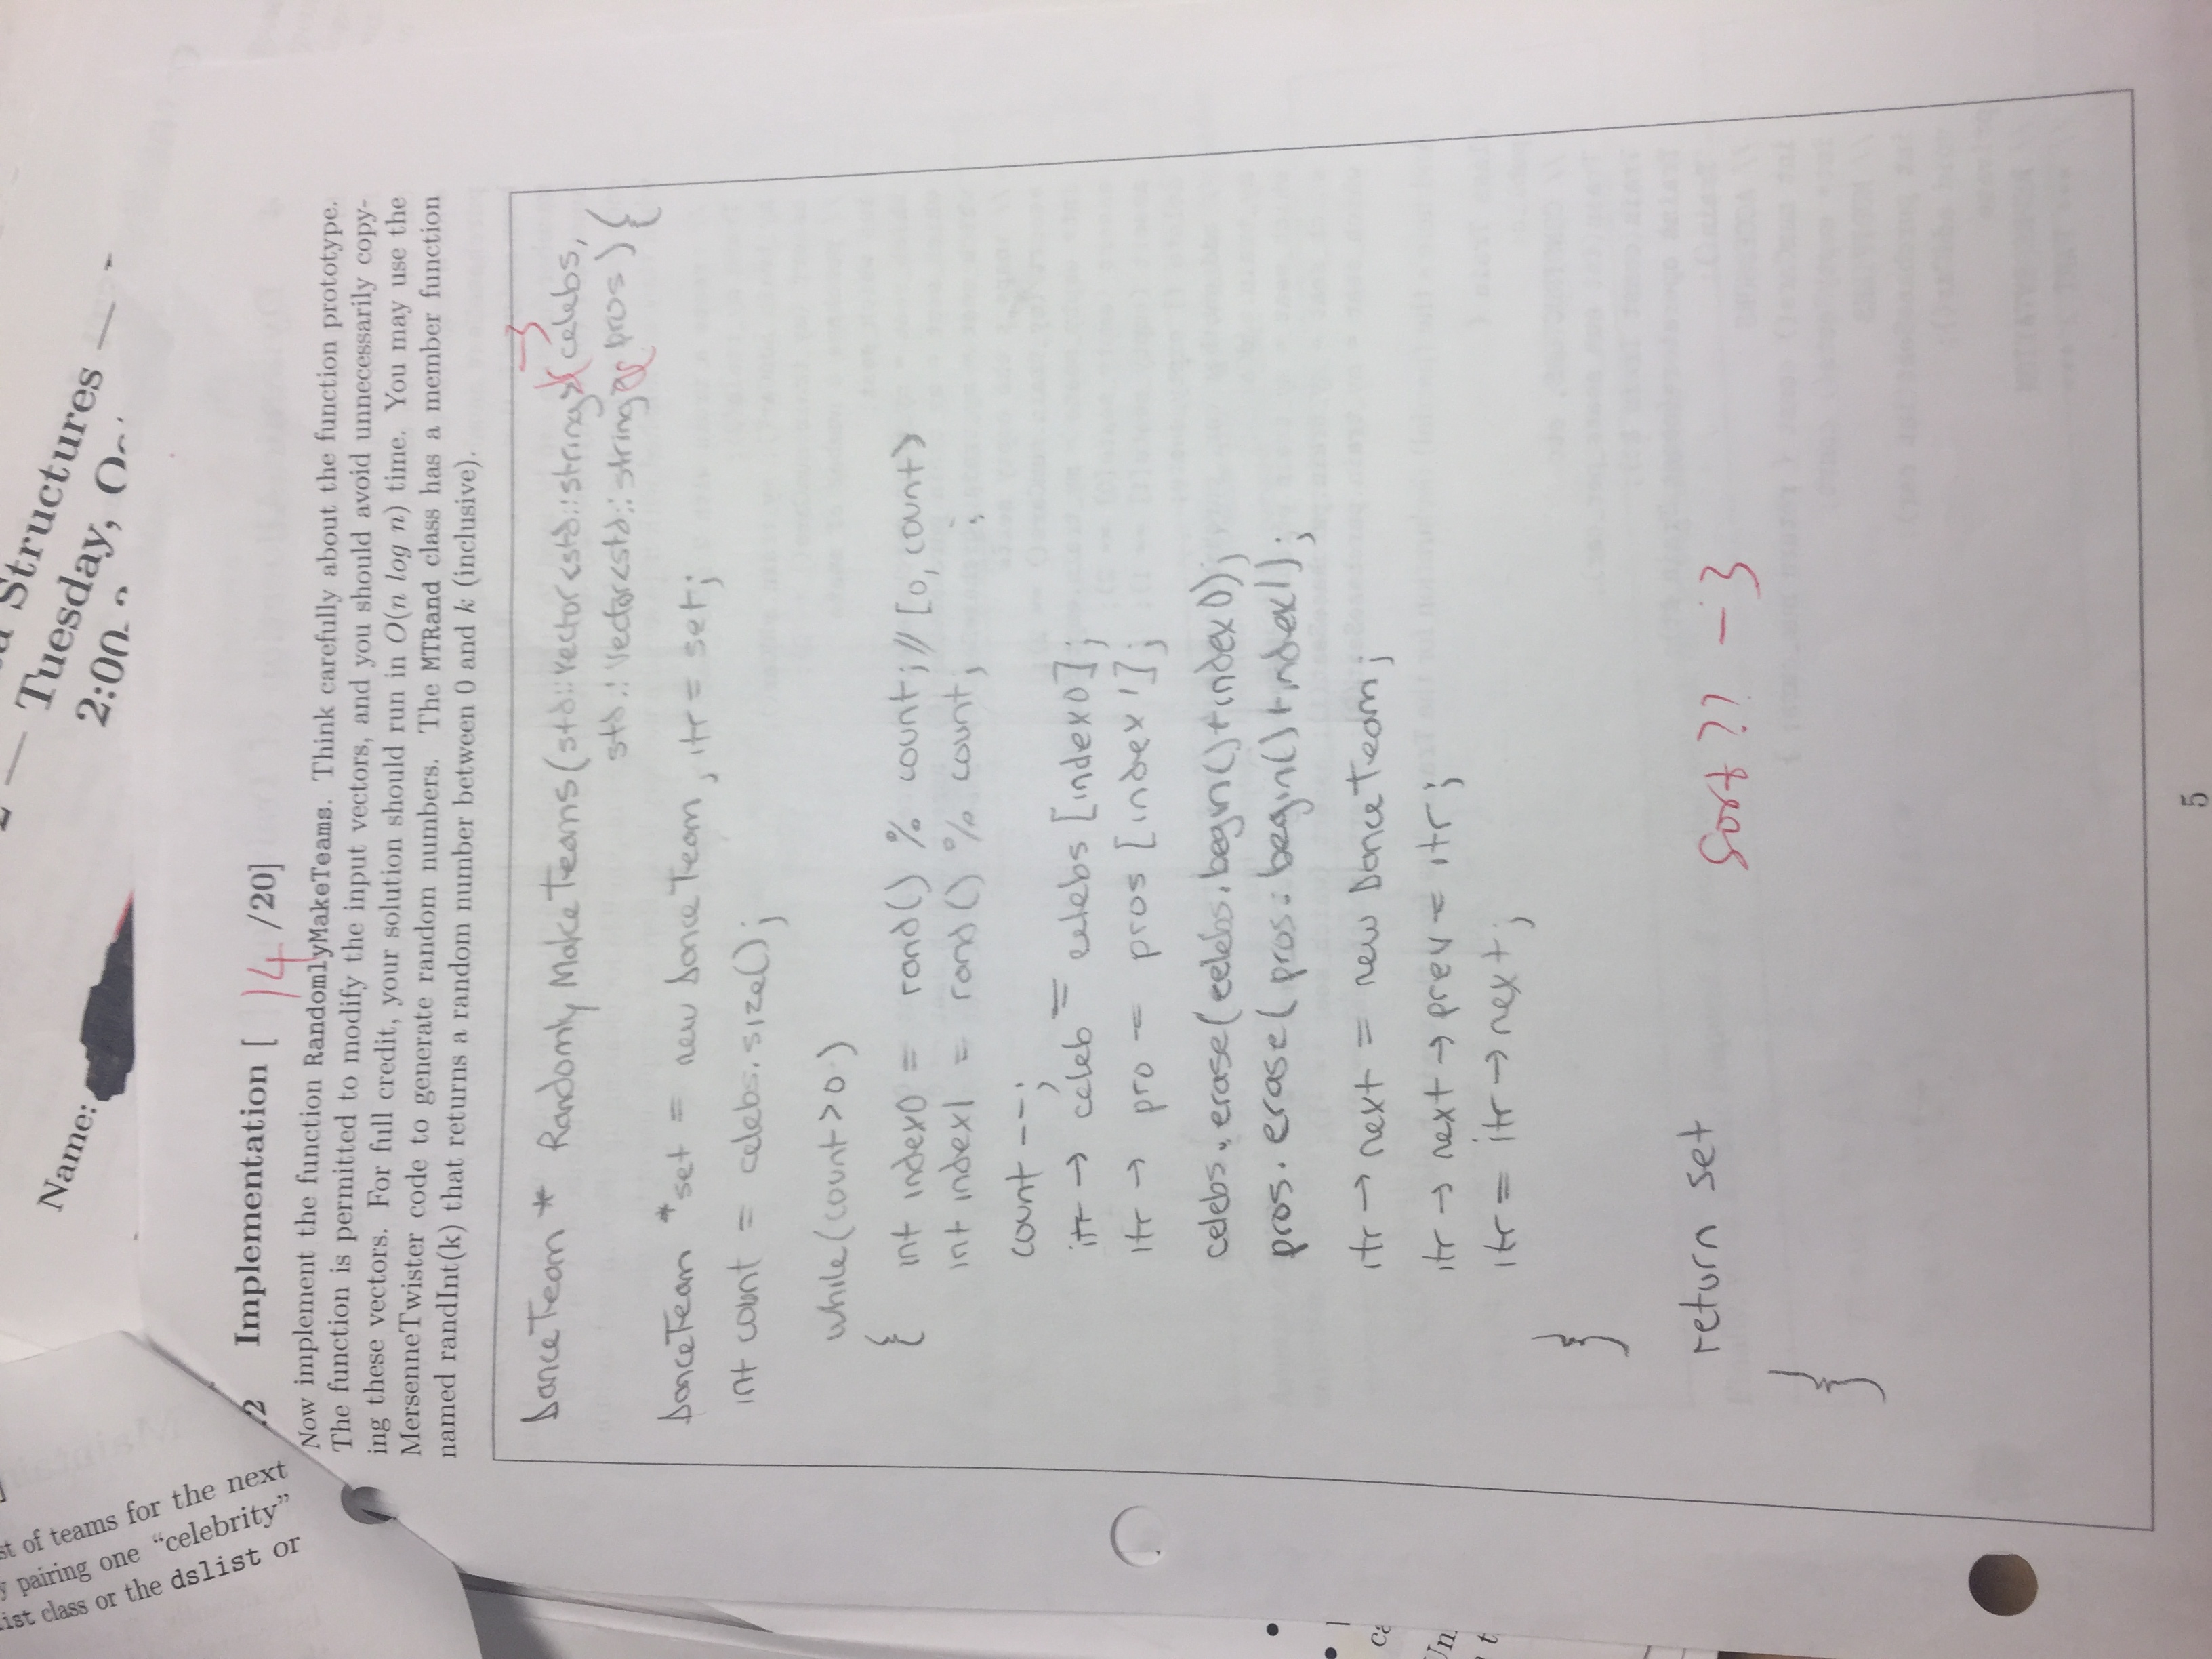 st of teams for the next
pairing one "celebrity"
ist class or the dslist or
Structures —
— Tuesday,
Name:
.2 Implementation [ 14 /20]
Now implement the function RandomlyMakeTeams. Think carefully about the function prototype.
The function is permitted to modify the input vectors, and you should avoid unnecessarily copy-
ing these vectors. For full credit, your solution should run in O(n log n) time. You may use the
MersenneTwister code to generate random numbers. The MTRand class has a member function
named randInt(k) that returns a random number between 0 and k (inclusive).
-3
DanceTeam * RandomlyMakeTeams(std::vector<std::string>& celebs,
std::vector<std::string>& pros) {
DanceTeam *set = new DanceTeam, itr = set;
int count = celebs.size();
while(count>0)
{ int index0 = rand() % count; // [0, count)
int index1 = rand() % count;
count--;
itr → celeb = celebs [index0];
itr → pro = pros [index1];
celebs.erase(celebs.begin()+index0);
pros.erase(pros.begin()+index1);
itr → next = new DanceTeam;
itr → next → prev = itr;
itr = itr → next;
}
return set
Sort?? -3
}
5